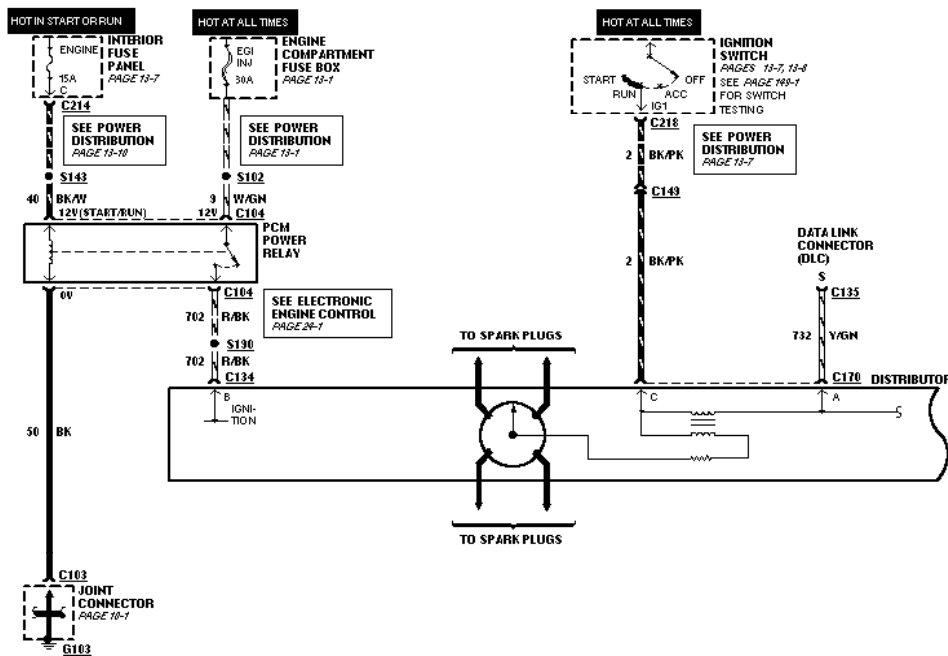 HOT IN START OR RUN
ENGINE
15A
C
INTERIOR
FUSE
PANEL
PAGE 13-7
C214
SEE POWER
DISTRIBUTION
PAGE 13-10
S143
40 BK/W
12V(START/RUN)
HOT AT ALL TIMES
EGI
INJ
30A
ENGINE
COMPARTMENT
FUSE BOX
PAGE 13-1
SEE POWER
DISTRIBUTION
PAGE 13-1
S102
9 W/GN
12V C104
PCM
POWER
RELAY
0V
C104
702 R/BK
SEE ELECTRONIC
ENGINE CONTROL
PAGE 24-1
S190
702 R/BK
C134
B
IGNI-
TION
50 BK
C103
JOINT
CONNECTOR
PAGE 10-1
G103
TO SPARK PLUGS
TO SPARK PLUGS
HOT AT ALL TIMES
START
RUN
OFF
ACC
IG1
IGNITION
SWITCH
PAGES 13-7, 13-8
SEE PAGE 149-1
FOR SWITCH
TESTING
C218
2 BK/PK
SEE POWER
DISTRIBUTION
PAGE 13-7
C149
2 BK/PK
DATA LINK
CONNECTOR
(DLC)
S
C135
732 Y/GN
C170 DISTRIBUTOR
C
A